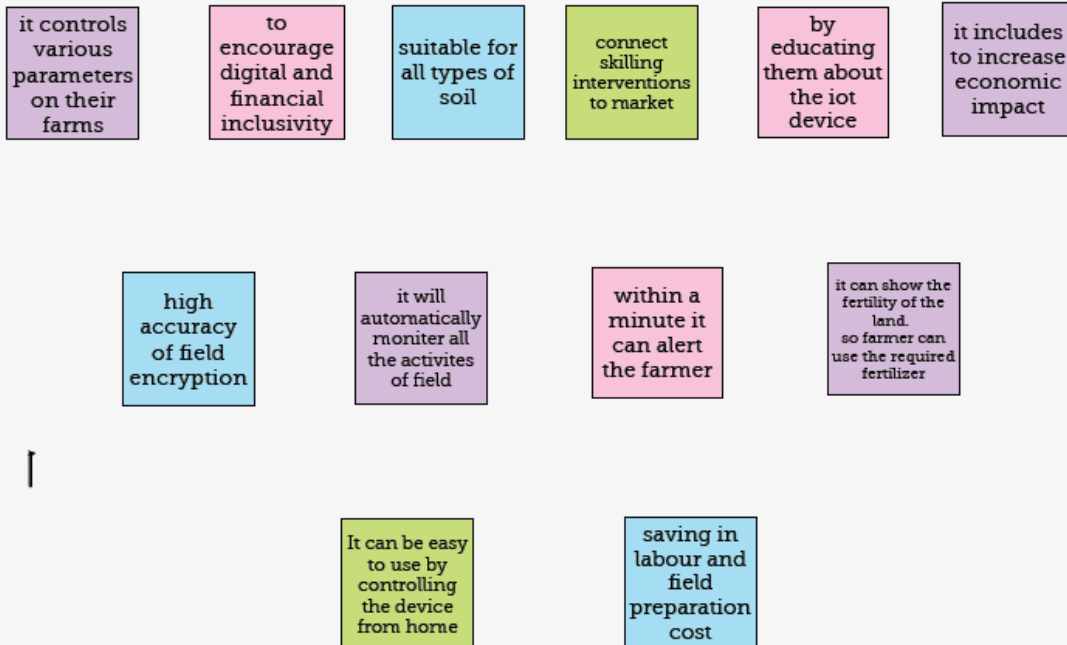 it controls
various
parameters
on their
farms
to
encourage
digital and
financial
inclusivity
suitable for
all types of
soil
connect
skilling
interventions
to market
by
educating
them about
the iot
device
it includes
to increase
economic
impact
high
accuracy
of field
encryption
it will
automatically
moniter all
the activites
of field
within a
minute it
can alert
the farmer
it can show the
fertility of the
land.
so farmer can
use the required
fertilizer
It can be easy
to use by
controlling
the device
from home
saving in
labour and
field
preparation
cost